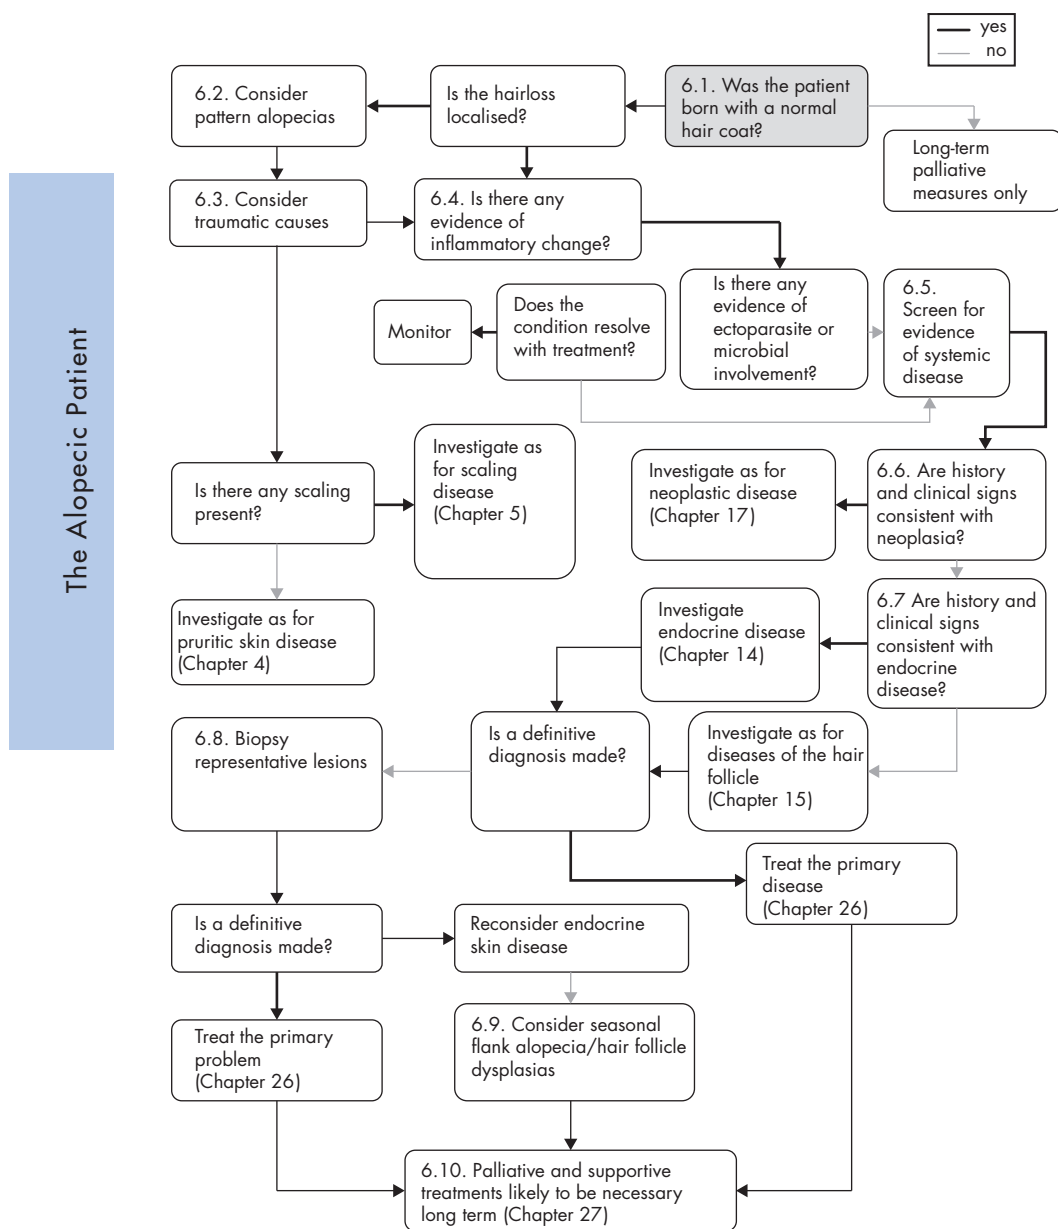 yes
no
6.2. Consider
pattern alopecias
Is the hairloss
localised?
6.1. Was the patient
born with a normal
hair coat?
Long-term
palliative
measures only
The Alopecic Patient
6.3. Consider
traumatic causes
6.4. Is there any
evidence of
inflammatory change?
Monitor
Does the
condition resolve
with treatment?
Is there any
evidence of
ectoparasite or
microbial
involvement?
6.5.
Screen for
evidence
of systemic
disease
Is there any scaling
present?
Investigate as
for scaling
disease
(Chapter 5)
Investigate as for
neoplastic disease
(Chapter 17)
6.6. Are history
and clinical signs
consistent with
neoplasia?
Investigate as for
pruritic skin disease
(Chapter 4)
Investigate
endocrine disease
(Chapter 14)
6.7 Are history and
clinical signs
consistent with
endocrine
disease?
6.8. Biopsy
representative lesions
Is a definitive
diagnosis made?
Investigate as for
diseases of the hair
follicle
(Chapter 15)
Treat the primary
disease
(Chapter 26)
Is a definitive
diagnosis made?
Reconsider endocrine
skin disease
Treat the primary
problem
(Chapter 26)
6.9. Consider seasonal
flank alopecia/hair follicle
dysplasias
6.10. Palliative and supportive
treatments likely to be necessary
long term (Chapter 27)